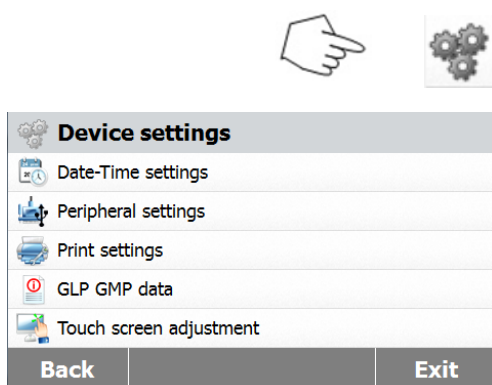 Device settings
Date-Time settings
Peripheral settings
Print settings
GLP GMP data
Touch screen adjustment
Back Exit